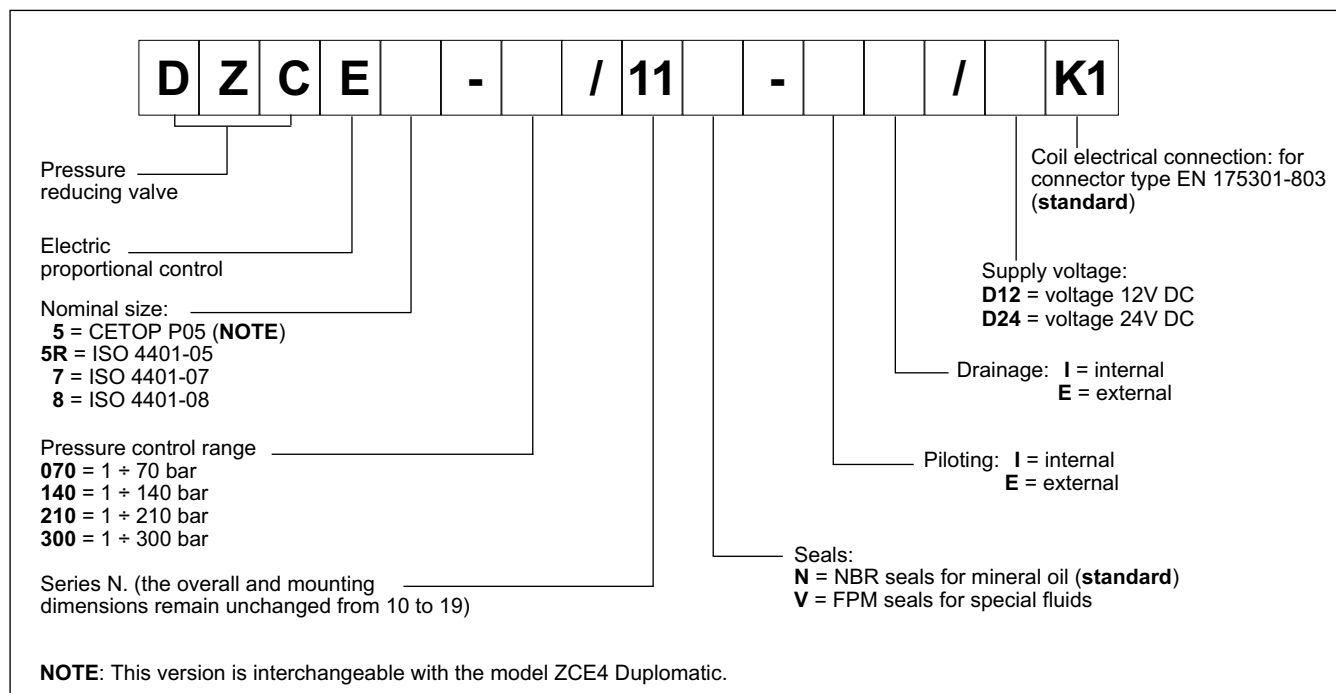 D Z C E - / 11 - / K1
Pressure
reducing valve
Electric
proportional control
Nominal size:
5 = CETOP P05 (NOTE)
5R = ISO 4401-05
7 = ISO 4401-07
8 = ISO 4401-08
Pressure control range
070 = 1 ÷ 70 bar
140 = 1 ÷ 140 bar
210 = 1 ÷ 210 bar
300 = 1 ÷ 300 bar
Series N. (the overall and mounting
dimensions remain unchanged from 10 to 19)
Coil electrical connection: for
connector type EN 175301-803
(standard)
Supply voltage:
D12 = voltage 12V DC
D24 = voltage 24V DC
Drainage: I = internal
E = external
Piloting: I = internal
E = external
Seals:
N = NBR seals for mineral oil (standard)
V = FPM seals for special fluids
NOTE: This version is interchangeable with the model ZCE4 Duplomatic.